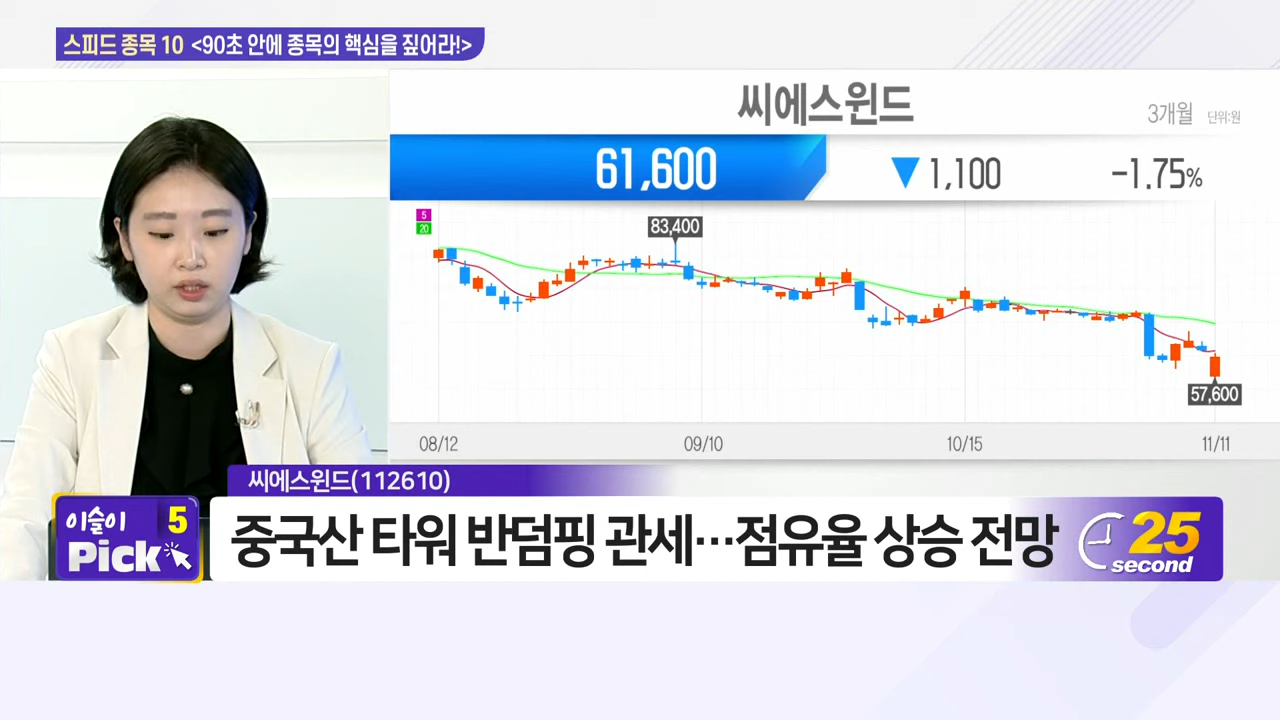 스피드 종목 10 <90초 안에 종목의 핵심을 짚어라!>
씨에스윈드
3개월 단위:원
61,600 ▼ 1,100 -1.75%
5
20
83,400
57,600
08/12 09/10 10/15 11/11
씨에스윈드(112610)
이슬이 5
Pick
중국산 타워 반덤핑 관세…점유율 상승 전망
25
second